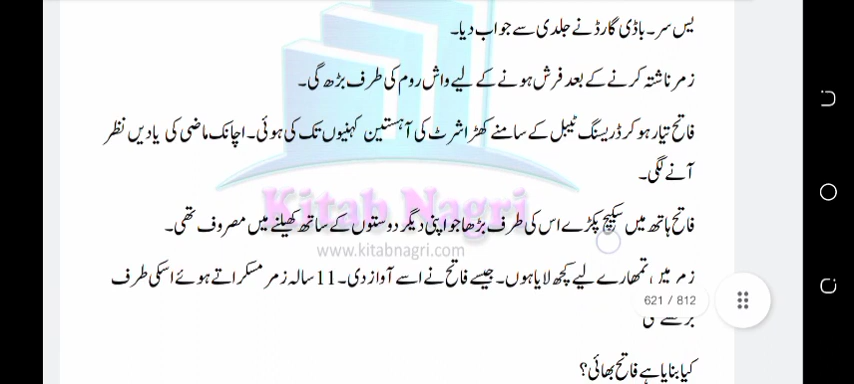 یس سر۔ باڈی گارڈ نے جلدی سے جواب دیا۔
زمر ناشتہ کرنے کے بعد فرش ہونے کے لیے واش روم کی طرف بڑھ گی۔
فاتح تیار ہو کر ڈریسنگ ٹیبل کے سامنے کھڑا شرٹ کی آہستین کہنیوں تک کی ہوئی۔ اچانک ماضی کی یادیں نظر
آنے لگی۔
Kitab Nagri
فاتح ہاتھ میں سکیچ پکڑے اس کی طرف بڑھا جو اپنی دیگر دوستوں کے ساتھ کھیلنے میں مصروف تھی۔
www.kitabnagri.com
زمر میں تمھارے لیے کچھ لایا ہوں۔ جیسے فاتح نے اسے آواز دی۔ 11 سالہ زمر مسکراتے ہوئے اسکی طرف
621 / 812
کیا بنایا ہے فاتح بھائی؟